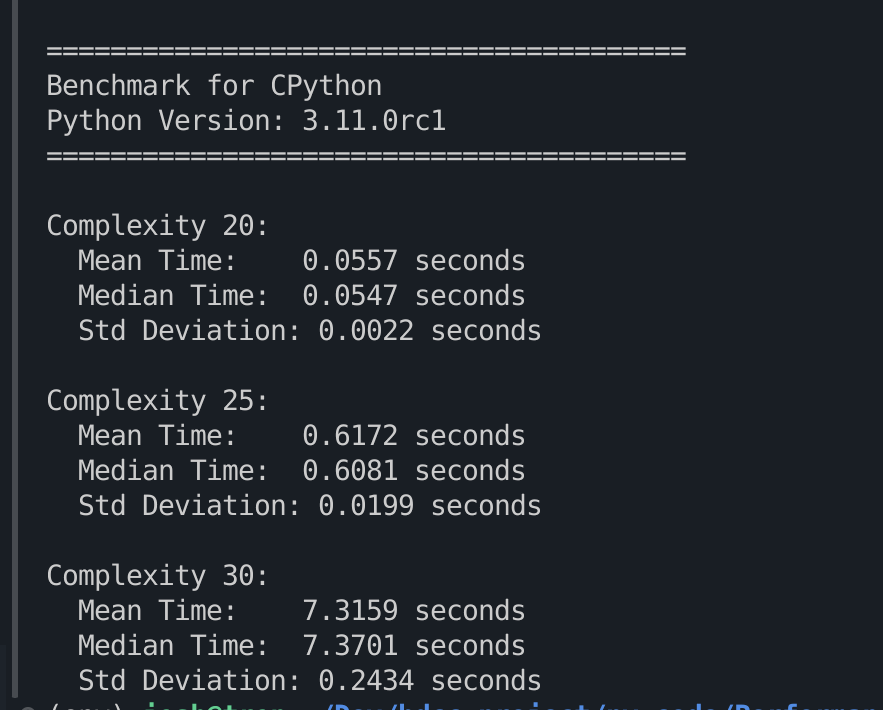 ========================================
Benchmark for CPython
Python Version: 3.11.0rc1
========================================
Complexity 20:
  Mean Time:    0.0557 seconds
  Median Time:  0.0547 seconds
  Std Deviation: 0.0022 seconds
Complexity 25:
  Mean Time:    0.6172 seconds
  Median Time:  0.6081 seconds
  Std Deviation: 0.0199 seconds
Complexity 30:
  Mean Time:    7.3159 seconds
  Median Time:  7.3701 seconds
  Std Deviation: 0.2434 seconds